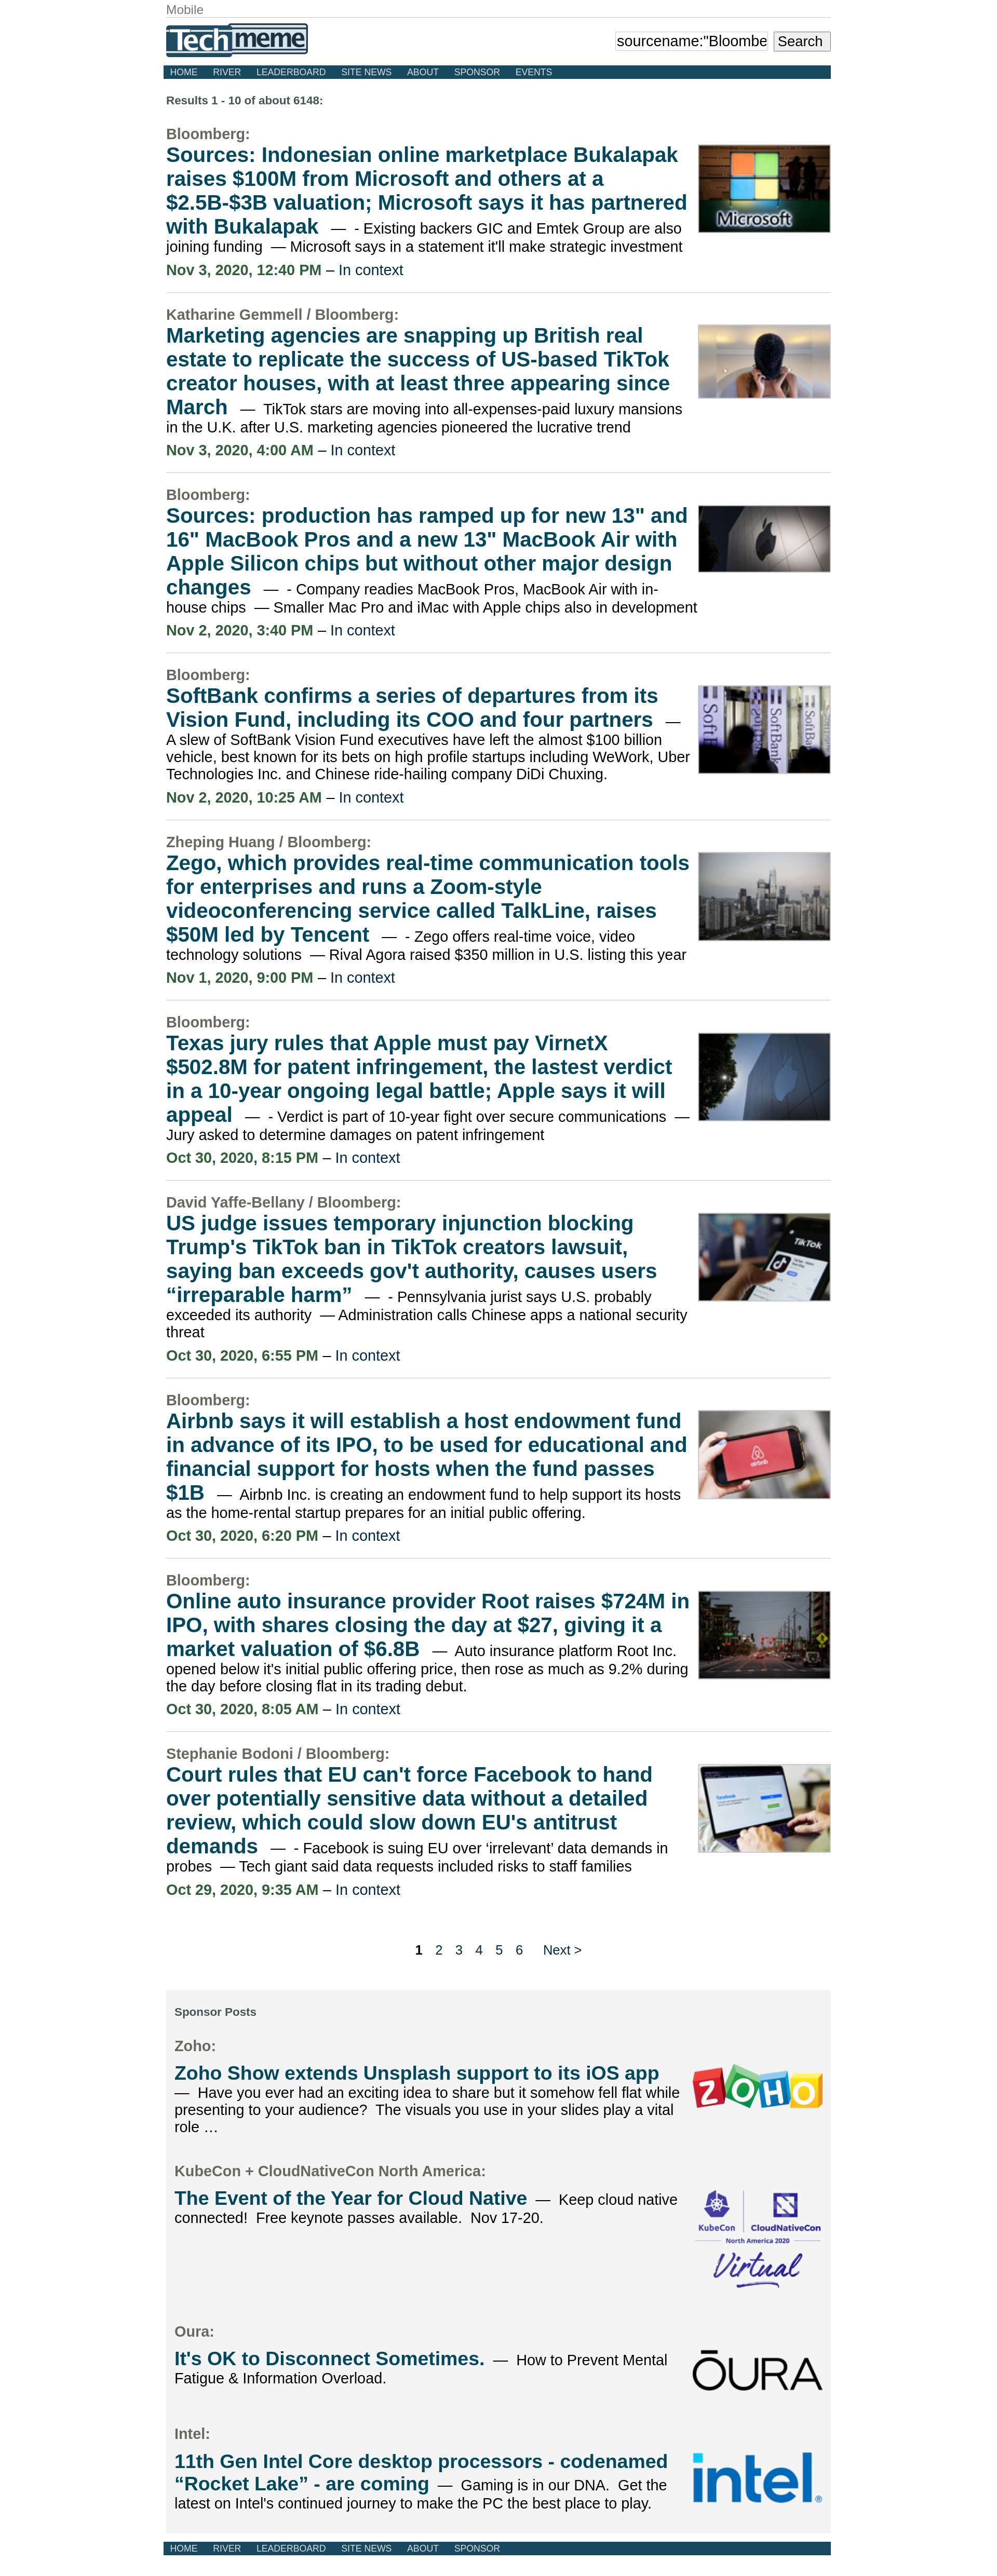 Mobile
Techmeme
sourcename:"Bloombe
Search
HOME RIVER LEADERBOARD SITE NEWS ABOUT SPONSOR EVENTS
Results 1 - 10 of about 6148:
Bloomberg:
Sources: Indonesian online marketplace Bukalapak
raises $100M from Microsoft and others at a
$2.5B-$3B valuation; Microsoft says it has partnered
with Bukalapak — - Existing backers GIC and Emtek Group are also
joining funding — Microsoft says in a statement it'll make strategic investment
Microsoft
Nov 3, 2020, 12:40 PM – In context
Katharine Gemmell / Bloomberg:
Marketing agencies are snapping up British real
estate to replicate the success of US-based TikTok
creator houses, with at least three appearing since
March — TikTok stars are moving into all-expenses-paid luxury mansions
in the U.K. after U.S. marketing agencies pioneered the lucrative trend
Nov 3, 2020, 4:00 AM – In context
Bloomberg:
Sources: production has ramped up for new 13" and
16" MacBook Pros and a new 13" MacBook Air with
Apple Silicon chips but without other major design
changes — - Company readies MacBook Pros, MacBook Air with in-
house chips — Smaller Mac Pro and iMac with Apple chips also in development
Nov 2, 2020, 3:40 PM – In context
Bloomberg:
SoftBank confirms a series of departures from its
Vision Fund, including its COO and four partners —
A slew of SoftBank Vision Fund executives have left the almost $100 billion
vehicle, best known for its bets on high profile startups including WeWork, Uber
Technologies Inc. and Chinese ride-hailing company DiDi Chuxing.
SoftB
SoftBank
SoftBank
Nov 2, 2020, 10:25 AM – In context
Zheping Huang / Bloomberg:
Zego, which provides real-time communication tools
for enterprises and runs a Zoom-style
videoconferencing service called TalkLine, raises
$50M led by Tencent — - Zego offers real-time voice, video
technology solutions — Rival Agora raised $350 million in U.S. listing this year
Nov 1, 2020, 9:00 PM – In context
Bloomberg:
Texas jury rules that Apple must pay VirnetX
$502.8M for patent infringement, the lastest verdict
in a 10-year ongoing legal battle; Apple says it will
appeal — - Verdict is part of 10-year fight over secure communications —
Jury asked to determine damages on patent infringement
Oct 30, 2020, 8:15 PM – In context
David Yaffe-Bellany / Bloomberg:
US judge issues temporary injunction blocking
Trump's TikTok ban in TikTok creators lawsuit,
saying ban exceeds gov't authority, causes users
“irreparable harm” — - Pennsylvania jurist says U.S. probably
exceeded its authority — Administration calls Chinese apps a national security
threat
TikTok
Oct 30, 2020, 6:55 PM – In context
Bloomberg:
Airbnb says it will establish a host endowment fund
in advance of its IPO, to be used for educational and
financial support for hosts when the fund passes
$1B — Airbnb Inc. is creating an endowment fund to help support its hosts
as the home-rental startup prepares for an initial public offering.
airbnb
Oct 30, 2020, 6:20 PM – In context
Bloomberg:
Online auto insurance provider Root raises $724M in
IPO, with shares closing the day at $27, giving it a
market valuation of $6.8B — Auto insurance platform Root Inc.
opened below it's initial public offering price, then rose as much as 9.2% during
the day before closing flat in its trading debut.
Oct 30, 2020, 8:05 AM – In context
Stephanie Bodoni / Bloomberg:
Court rules that EU can't force Facebook to hand
over potentially sensitive data without a detailed
review, which could slow down EU's antitrust
demands — - Facebook is suing EU over ‘irrelevant’ data demands in
probes — Tech giant said data requests included risks to staff families
facebook
Oct 29, 2020, 9:35 AM – In context
1 2 3 4 5 6 Next >
Sponsor Posts
Zoho:
Zoho Show extends Unsplash support to its iOS app
— Have you ever had an exciting idea to share but it somehow fell flat while
presenting to your audience? The visuals you use in your slides play a vital
role …
ZOHO
KubeCon + CloudNativeCon North America:
The Event of the Year for Cloud Native — Keep cloud native
connected! Free keynote passes available. Nov 17-20.
KubeCon CloudNativeCon
North America 2020
Virtual
Oura:
It's OK to Disconnect Sometimes. — How to Prevent Mental
Fatigue & Information Overload.
ŌURA
Intel:
11th Gen Intel Core desktop processors - codenamed
“Rocket Lake” - are coming — Gaming is in our DNA. Get the
latest on Intel's continued journey to make the PC the best place to play.
intel®
HOME RIVER LEADERBOARD SITE NEWS ABOUT SPONSOR